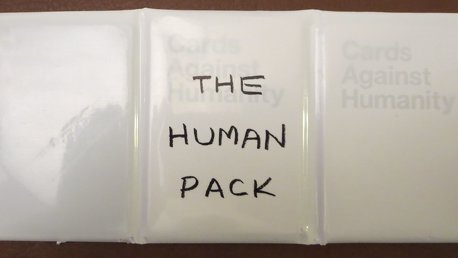 Cards
Against
Humanity
THE
HUMAN
PACK
Cards
Against
Humanity